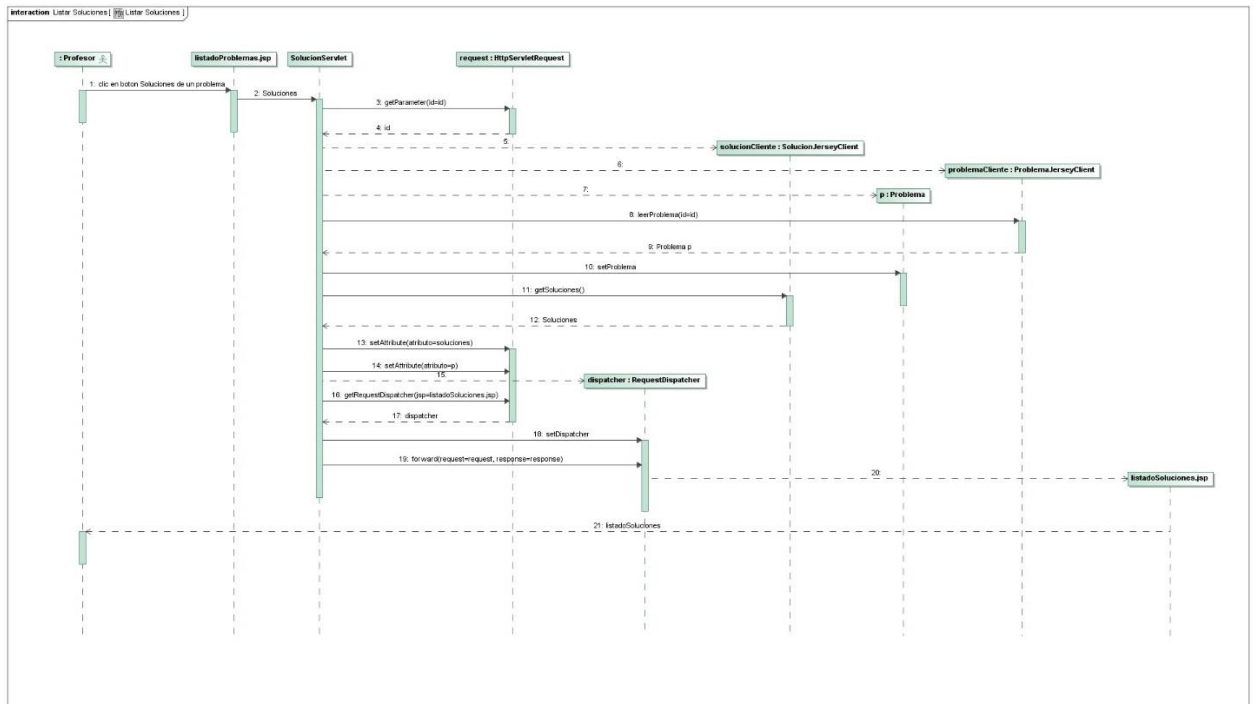 interaction Listar Soluciones [ Listar Soluciones ]
: Profesor
listadoProblemas.jsp
SolucionServlet
request : HttpServletRequest
1: clic en boton Soluciones de un problema
2: Soluciones
3: getParameter(id=id)
4: id
5:
solucionCliente : SolucionJerseyClient
6:
problemaCliente : ProblemaJerseyClient
7:
p : Problema
8: leerProblema(id=id)
9: Problema p
10: setProblema
11: getSoluciones()
12: Soluciones
13: setAttribute(atributo=soluciones)
14: setAttribute(atributo=p)
15:
dispatcher : RequestDispatcher
16: getRequestDispatcher(jsp=listadoSoluciones.jsp)
17: dispatcher
18: setDispatcher
19: forward(request=request, response=response)
20:
listadoSoluciones.jsp
21: listadoSoluciones